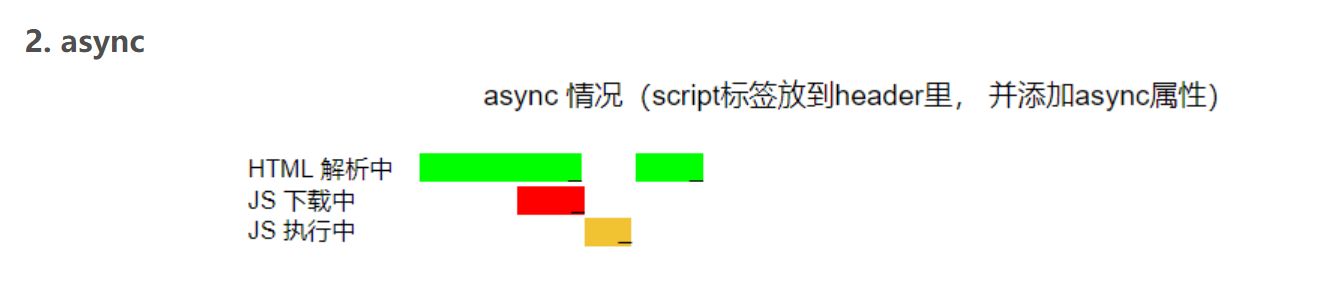 2. async
async 情况（script标签放到header里， 并添加async属性）
HTML 解析中
JS 下载中
JS 执行中